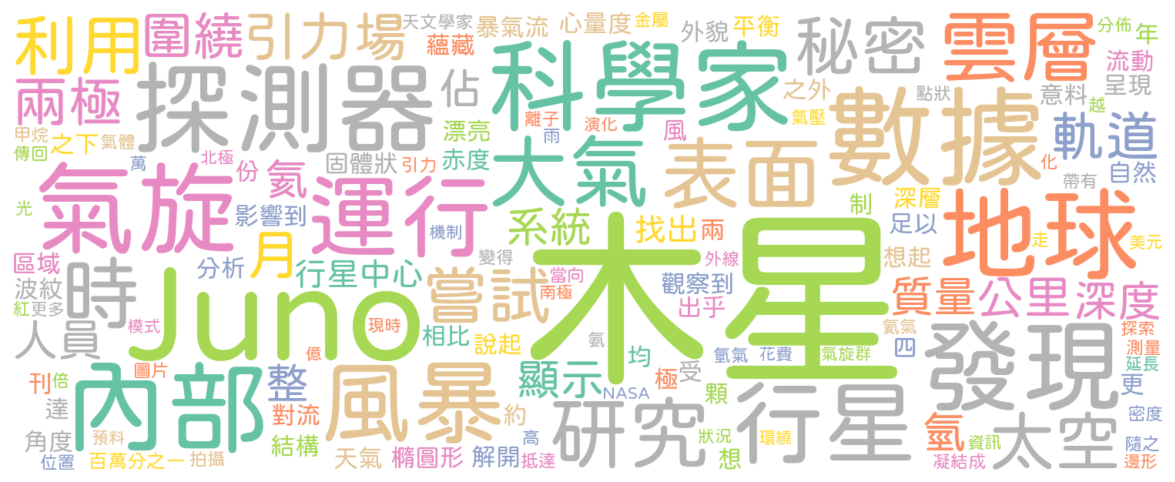 利用
圍繞
引力場
天文學家
暴氣流
心量度
金屬
蘊藏
外貌
平衡
秘密
雲層
分佈
年
流動
呈現
兩極
探測器
佔
科學家
之外
數據
點狀
意料
越
甲烷
之下
氣體
傳回
漂亮
離子
演化
風
氣壓
軌道
萬
北極
份
氦
固體狀
引力
赤度
雨
大氣
表面
化
帶有
自然
光
氣旋
運行
影響到
機制
系統
找出
兩
制
深層
足以
地球
走
美元
區域
月
分析
行星中心
變得
當向
外線
觀察到
想起
波紋
時
Juno
嘗試
南極
木星
出乎
質量
公里
深度
紅
更多
人員
模式
現時
相比
說起
氨
均
氫氣
花費
氣旋群
氦氣
四
發現
探索
測量
延長
億
圖片
刊
倍
內部
整
風暴
顯示
NASA
極
受
顆
行星
更
密度
達
對流
約
研究
氫
太空
角度
預料
結構
高
狀況
環繞
資訊
隨之
位置
百萬分之一
拍攝
天氣
橢圓形
解開
抵達
想
凝結成
邊形